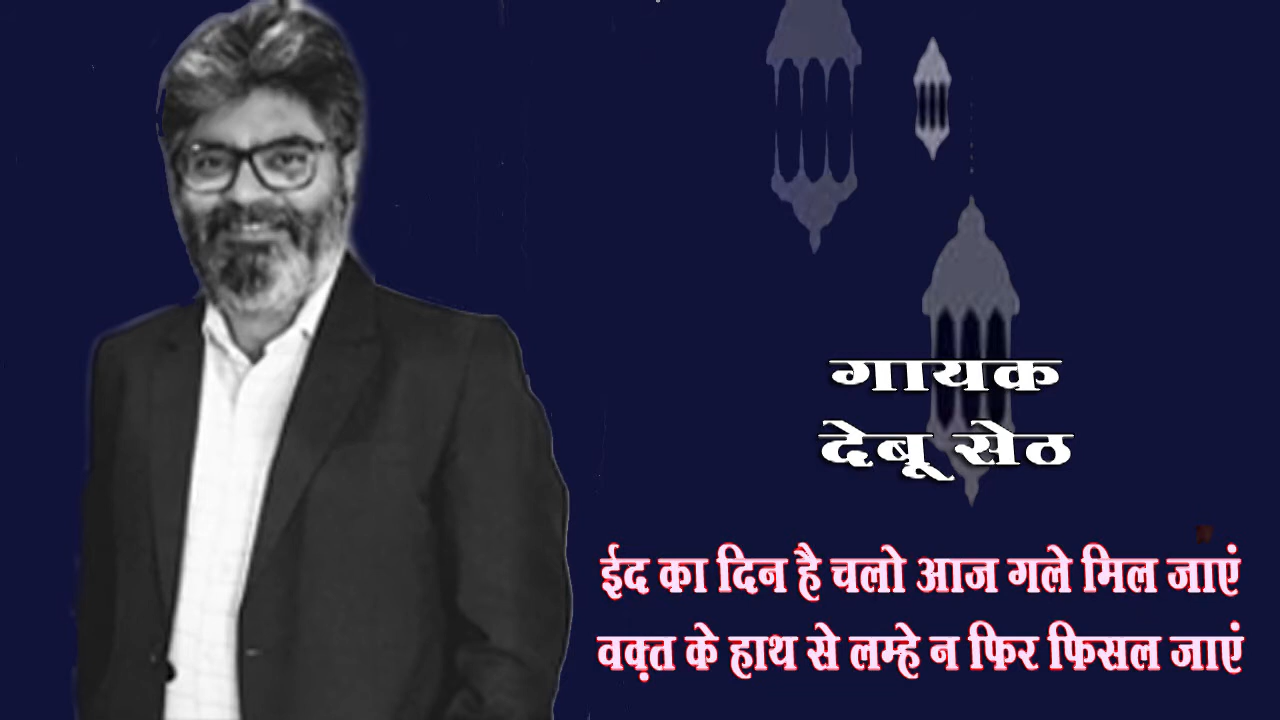 गायक
देबू सेठ
ईद का दिन है चलो आज गले मिल जाएं
वक़्त के हाथ से लम्हे न फिर फिसल जाएं